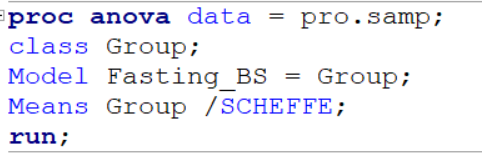 proc anova data = pro.samp;
class Group;
Model Fasting_BS = Group;
Means Group /SCHEFFE;
run;